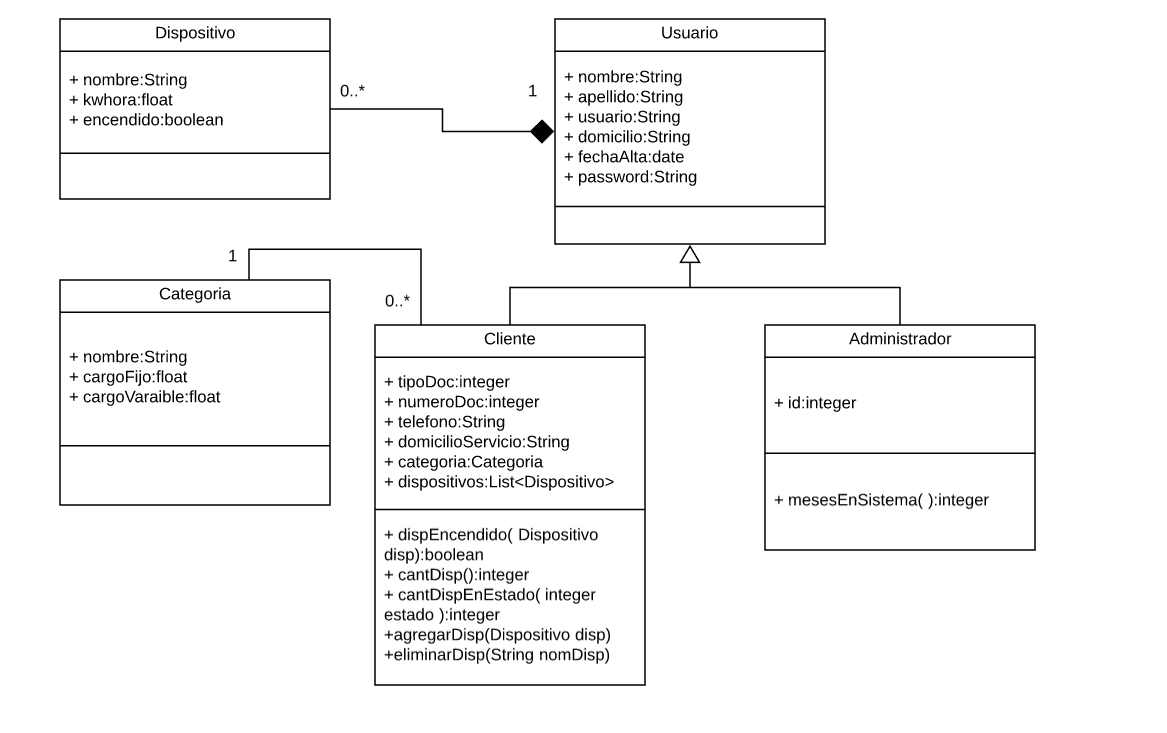 Dispositivo
+ nombre:String
+ kwhora:float
+ encendido:boolean
0..*
1
Usuario
+ nombre:String
+ apellido:String
+ usuario:String
+ domicilio:String
+ fechaAlta:date
+ password:String
1
0..*
Categoria
+ nombre:String
+ cargoFijo:float
+ cargoVaraible:float
Cliente
+ tipoDoc:integer
+ numeroDoc:integer
+ telefono:String
+ domicilioServicio:String
+ categoria:Categoria
+ dispositivos:List<Dispositivo>
+ dispEncendido( Dispositivo
disp):boolean
+ cantDisp():integer
+ cantDispEnEstado( integer
estado ):integer
+agregarDisp(Dispositivo disp)
+eliminarDisp(String nomDisp)
Administrador
+ id:integer
+ mesesEnSistema( ):integer